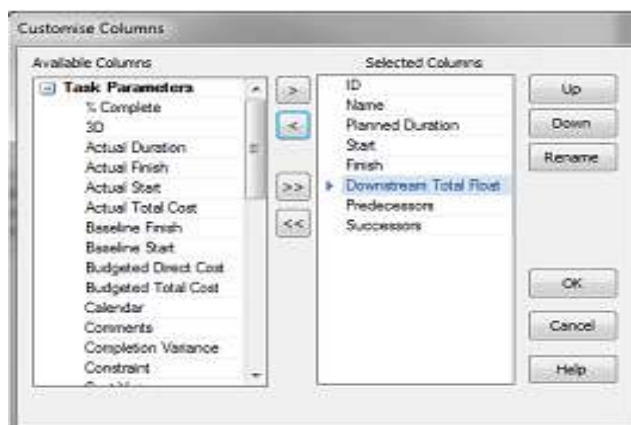 Customise Columns
Available Columns
Task Parameters
% Complete
3D
Actual Duration
Actual Finish
Actual Start
Actual Total Cost
Baseline Finish
Baseline Start
Budgeted Direct Cost
Budgeted Total Cost
Calendar
Comments
Completion Variance
Constraint
>
<
>>
<<
Selected Columns
ID
Name
Planned Duration
Start
Finish
Downstream Total Float
Predecessors
Successors
Up
Down
Rename
OK
Cancel
Help